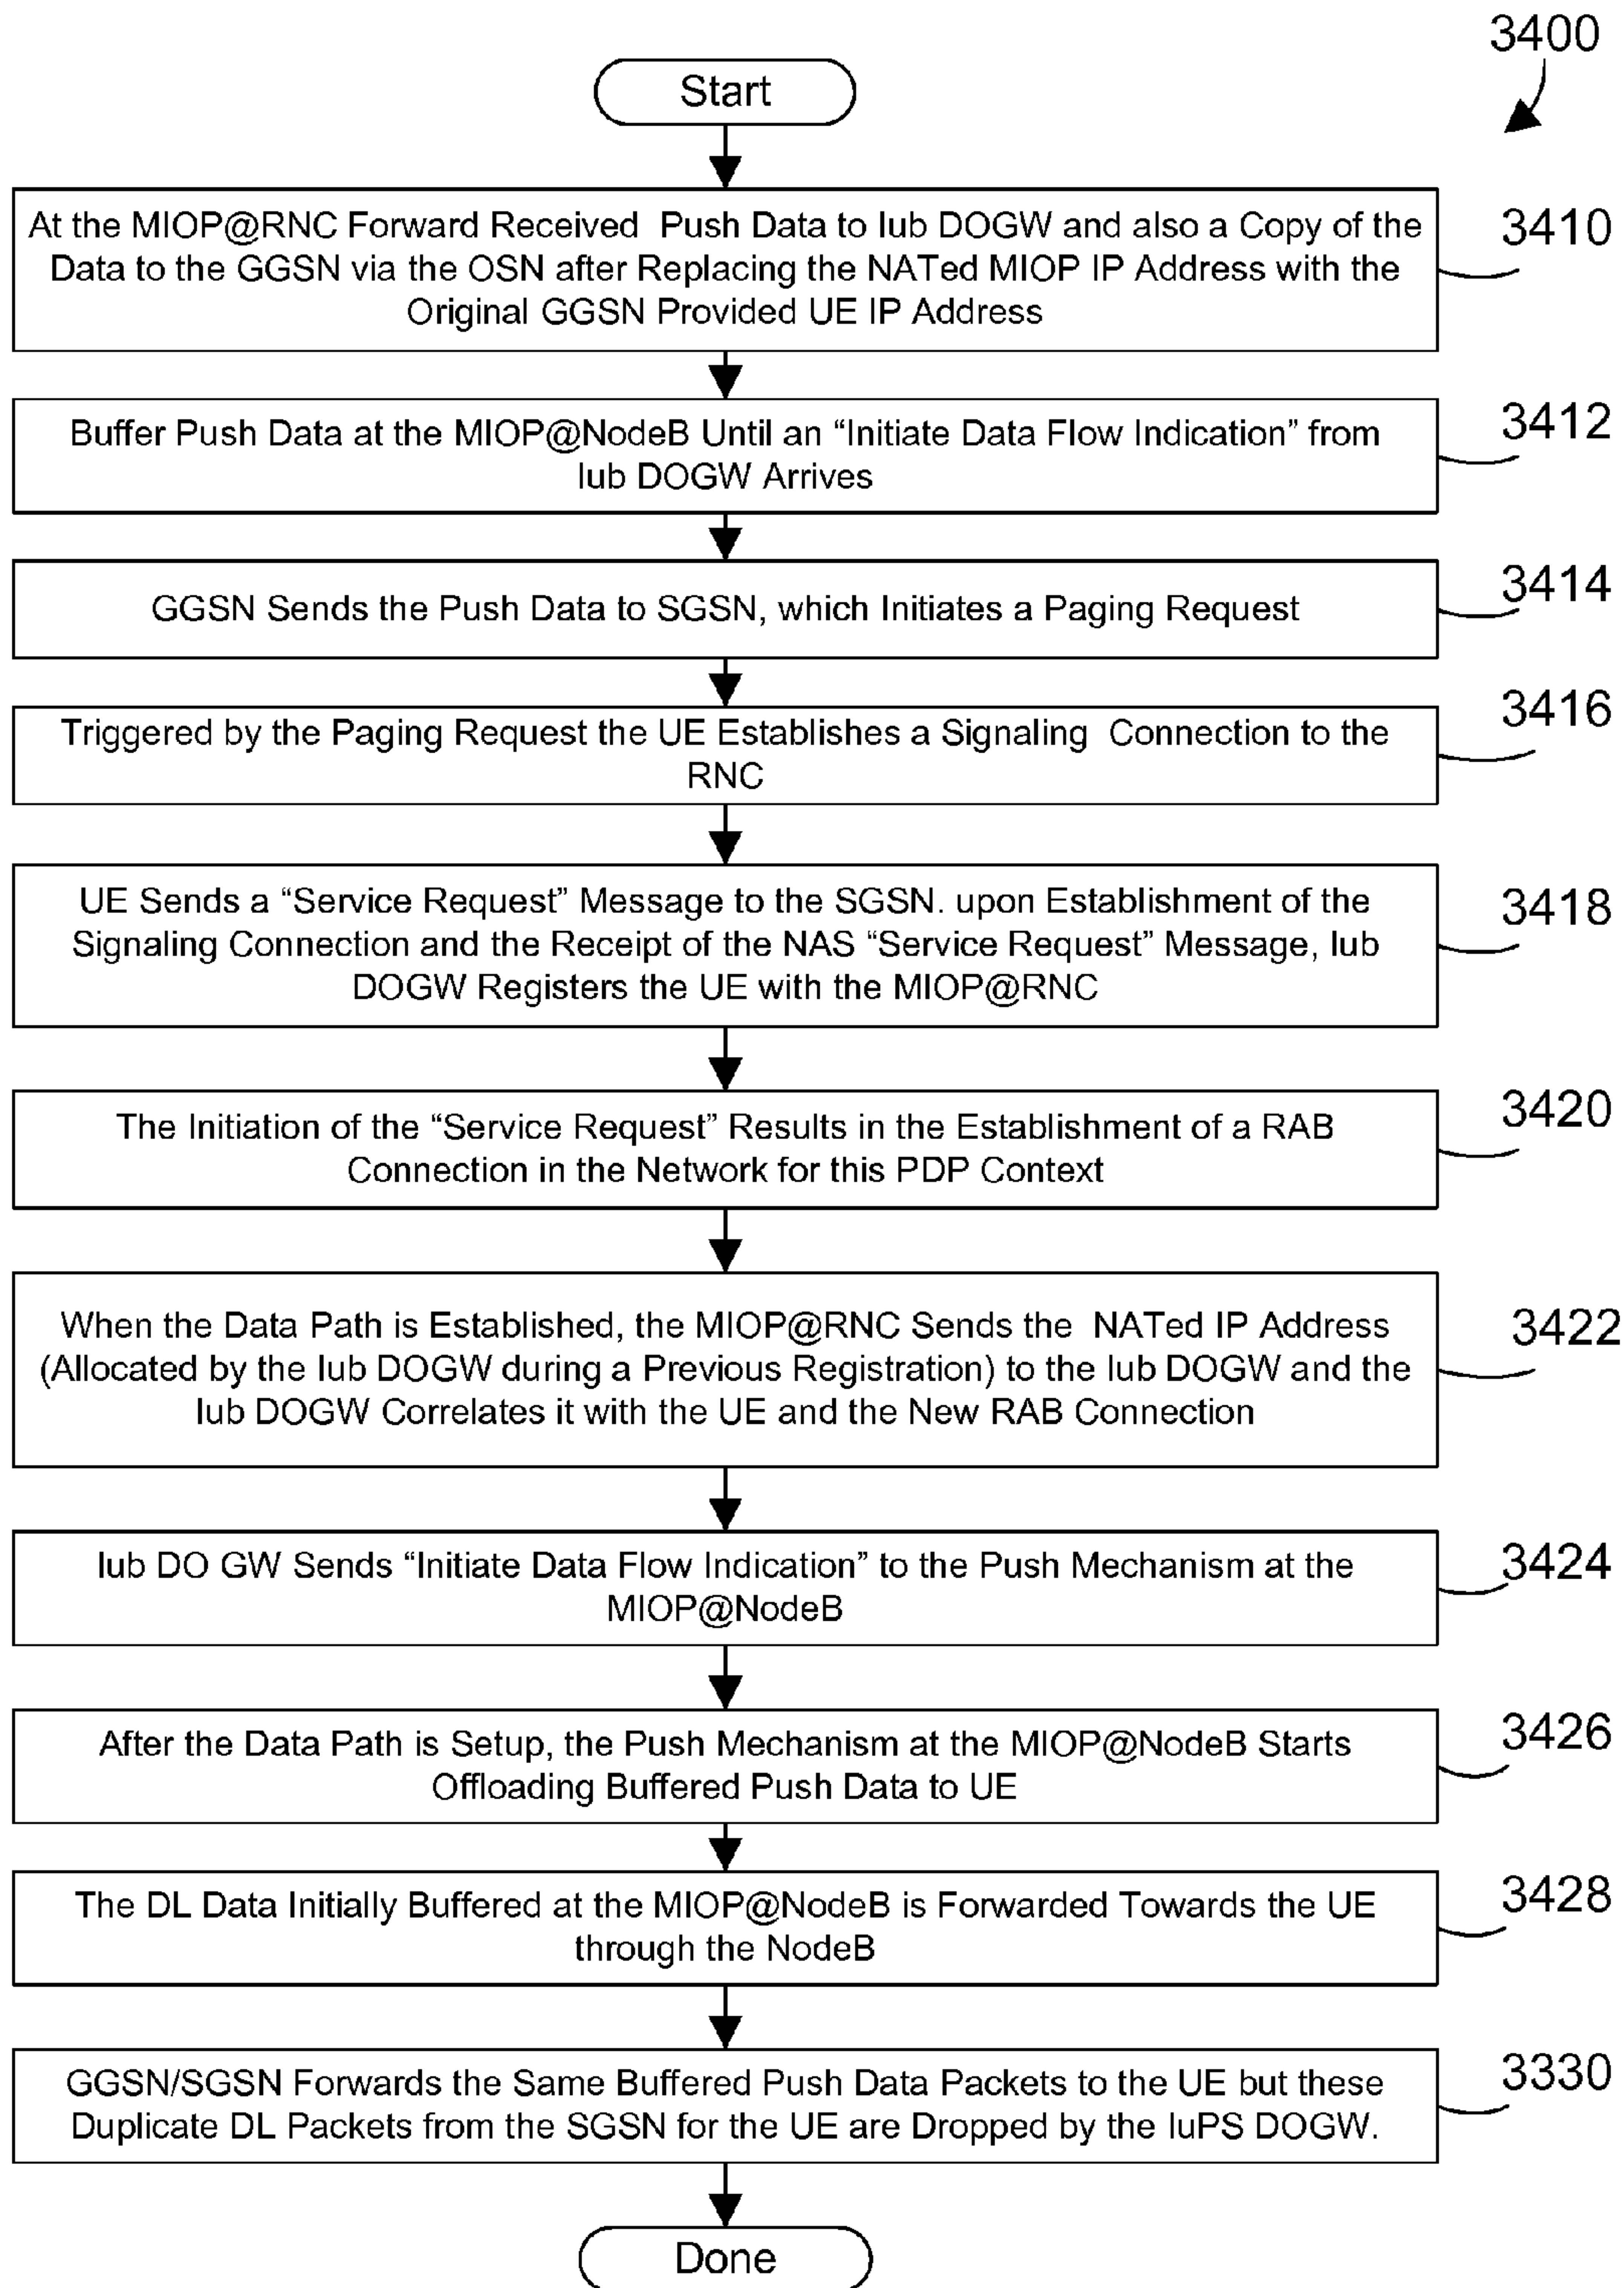 3400
Start
At the MIOP@RNC Forward Received Push Data to Iub DOGW and also a Copy of the
Data to the GGSN via the OSN after Replacing the NATed MIOP IP Address with the
Original GGSN Provided UE IP Address
3410
Buffer Push Data at the MIOP@NodeB Until an “Initiate Data Flow Indication” from
Iub DOGW Arrives
3412
GGSN Sends the Push Data to SGSN, which Initiates a Paging Request
3414
Triggered by the Paging Request the UE Establishes a Signaling Connection to the
RNC
3416
UE Sends a “Service Request” Message to the SGSN. upon Establishment of the
Signaling Connection and the Receipt of the NAS “Service Request” Message, Iub
DOGW Registers the UE with the MIOP@RNC
3418
The Initiation of the “Service Request” Results in the Establishment of a RAB
Connection in the Network for this PDP Context
3420
When the Data Path is Established, the MIOP@RNC Sends the NATed IP Address
(Allocated by the Iub DOGW during a Previous Registration) to the Iub DOGW and the
Iub DOGW Correlates it with the UE and the New RAB Connection
3422
Iub DO GW Sends “Initiate Data Flow Indication” to the Push Mechanism at the
MIOP@NodeB
3424
After the Data Path is Setup, the Push Mechanism at the MIOP@NodeB Starts
Offloading Buffered Push Data to UE
3426
The DL Data Initially Buffered at the MIOP@NodeB is Forwarded Towards the UE
through the NodeB
3428
GGSN/SGSN Forwards the Same Buffered Push Data Packets to the UE but these
Duplicate DL Packets from the SGSN for the UE are Dropped by the IuPS DOGW.
3330
Done